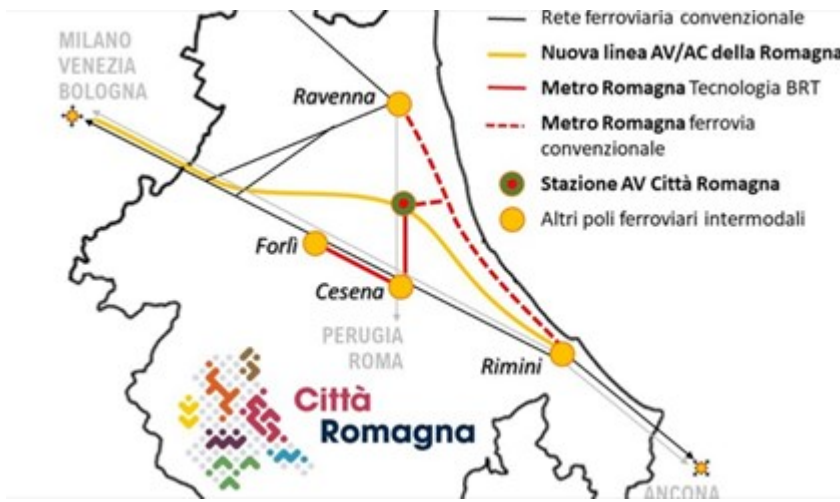 MILANO
VENEZIA
BOLOGNA
Ravenna
Forlì
Cesena
PERUGIA
ROMA
Rimini
ANCONA
Città
Romagna
Rete ferroviaria convenzionale
Nuova linea AV/AC della Romagna
Metro Romagna Tecnologia BRT
Metro Romagna ferrovia
convenzionale
Stazione AV Città Romagna
Altri poli ferroviari intermodali